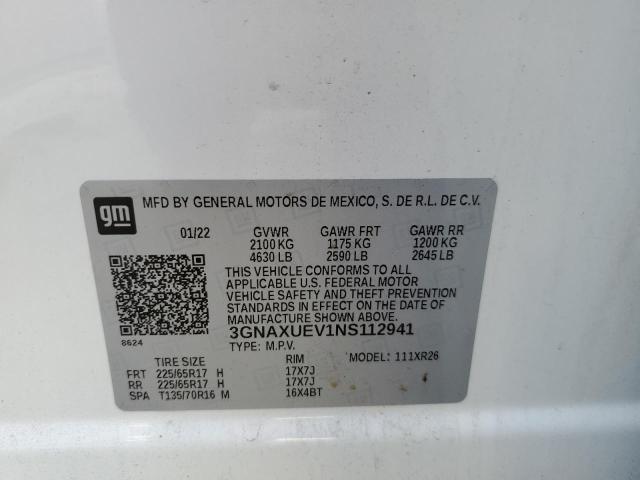 gm
MFD BY GENERAL MOTORS DE MEXICO, S. DE R.L. DE C.V.
01/22 GVWR GAWR FRT GAWR RR
2100 KG 1175 KG 1200 KG
4630 LB 2590 LB 2645 LB
THIS VEHICLE CONFORMS TO ALL
APPLICABLE U.S. FEDERAL MOTOR
VEHICLE SAFETY AND THEFT PREVENTION
STANDARDS IN EFFECT ON THE DATE OF
MANUFACTURE SHOWN ABOVE.
3GNAXUEV1NS112941
8624
TYPE: M.P.V.
TIRE SIZE RIM MODEL: 111XR26
FRT 225/65R17 H 17X7J
RR 225/65R17 H 17X7J
SPA T135/70R16 M 16X4BT